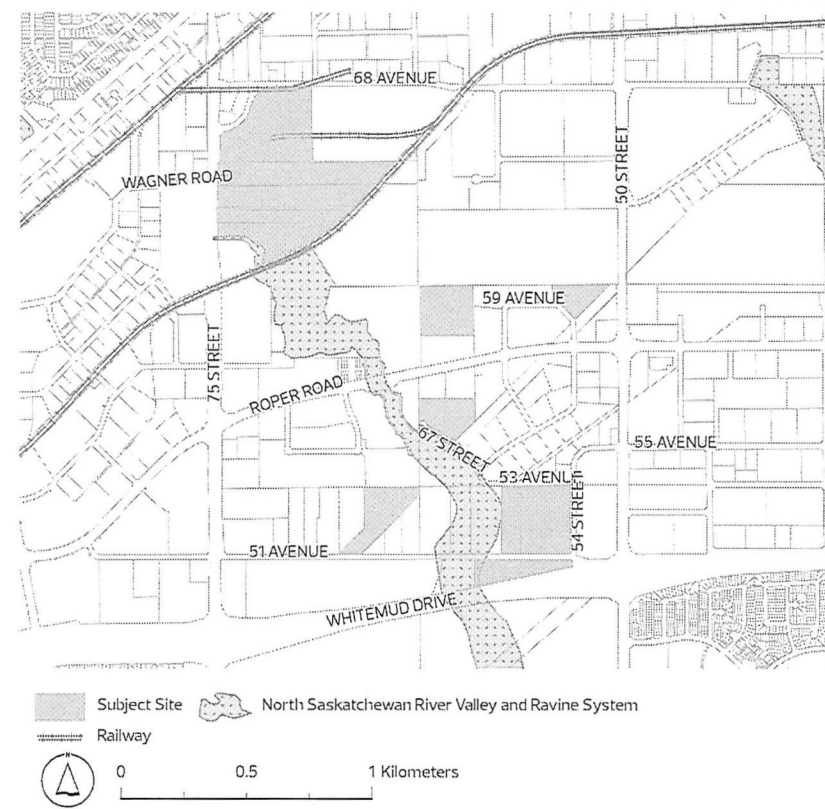 68 AVENUE
50 STREET
WAGNER ROAD
59 AVENUE
75 STREET
ROPER ROAD
67 STREET
55 AVENUE
53 AVENUE
54 STREET
51 AVENUE
WHITEMUD DRIVE
Subject Site
North Saskatchewan River Valley and Ravine System
Railway
N
0 0.5 1 Kilometers